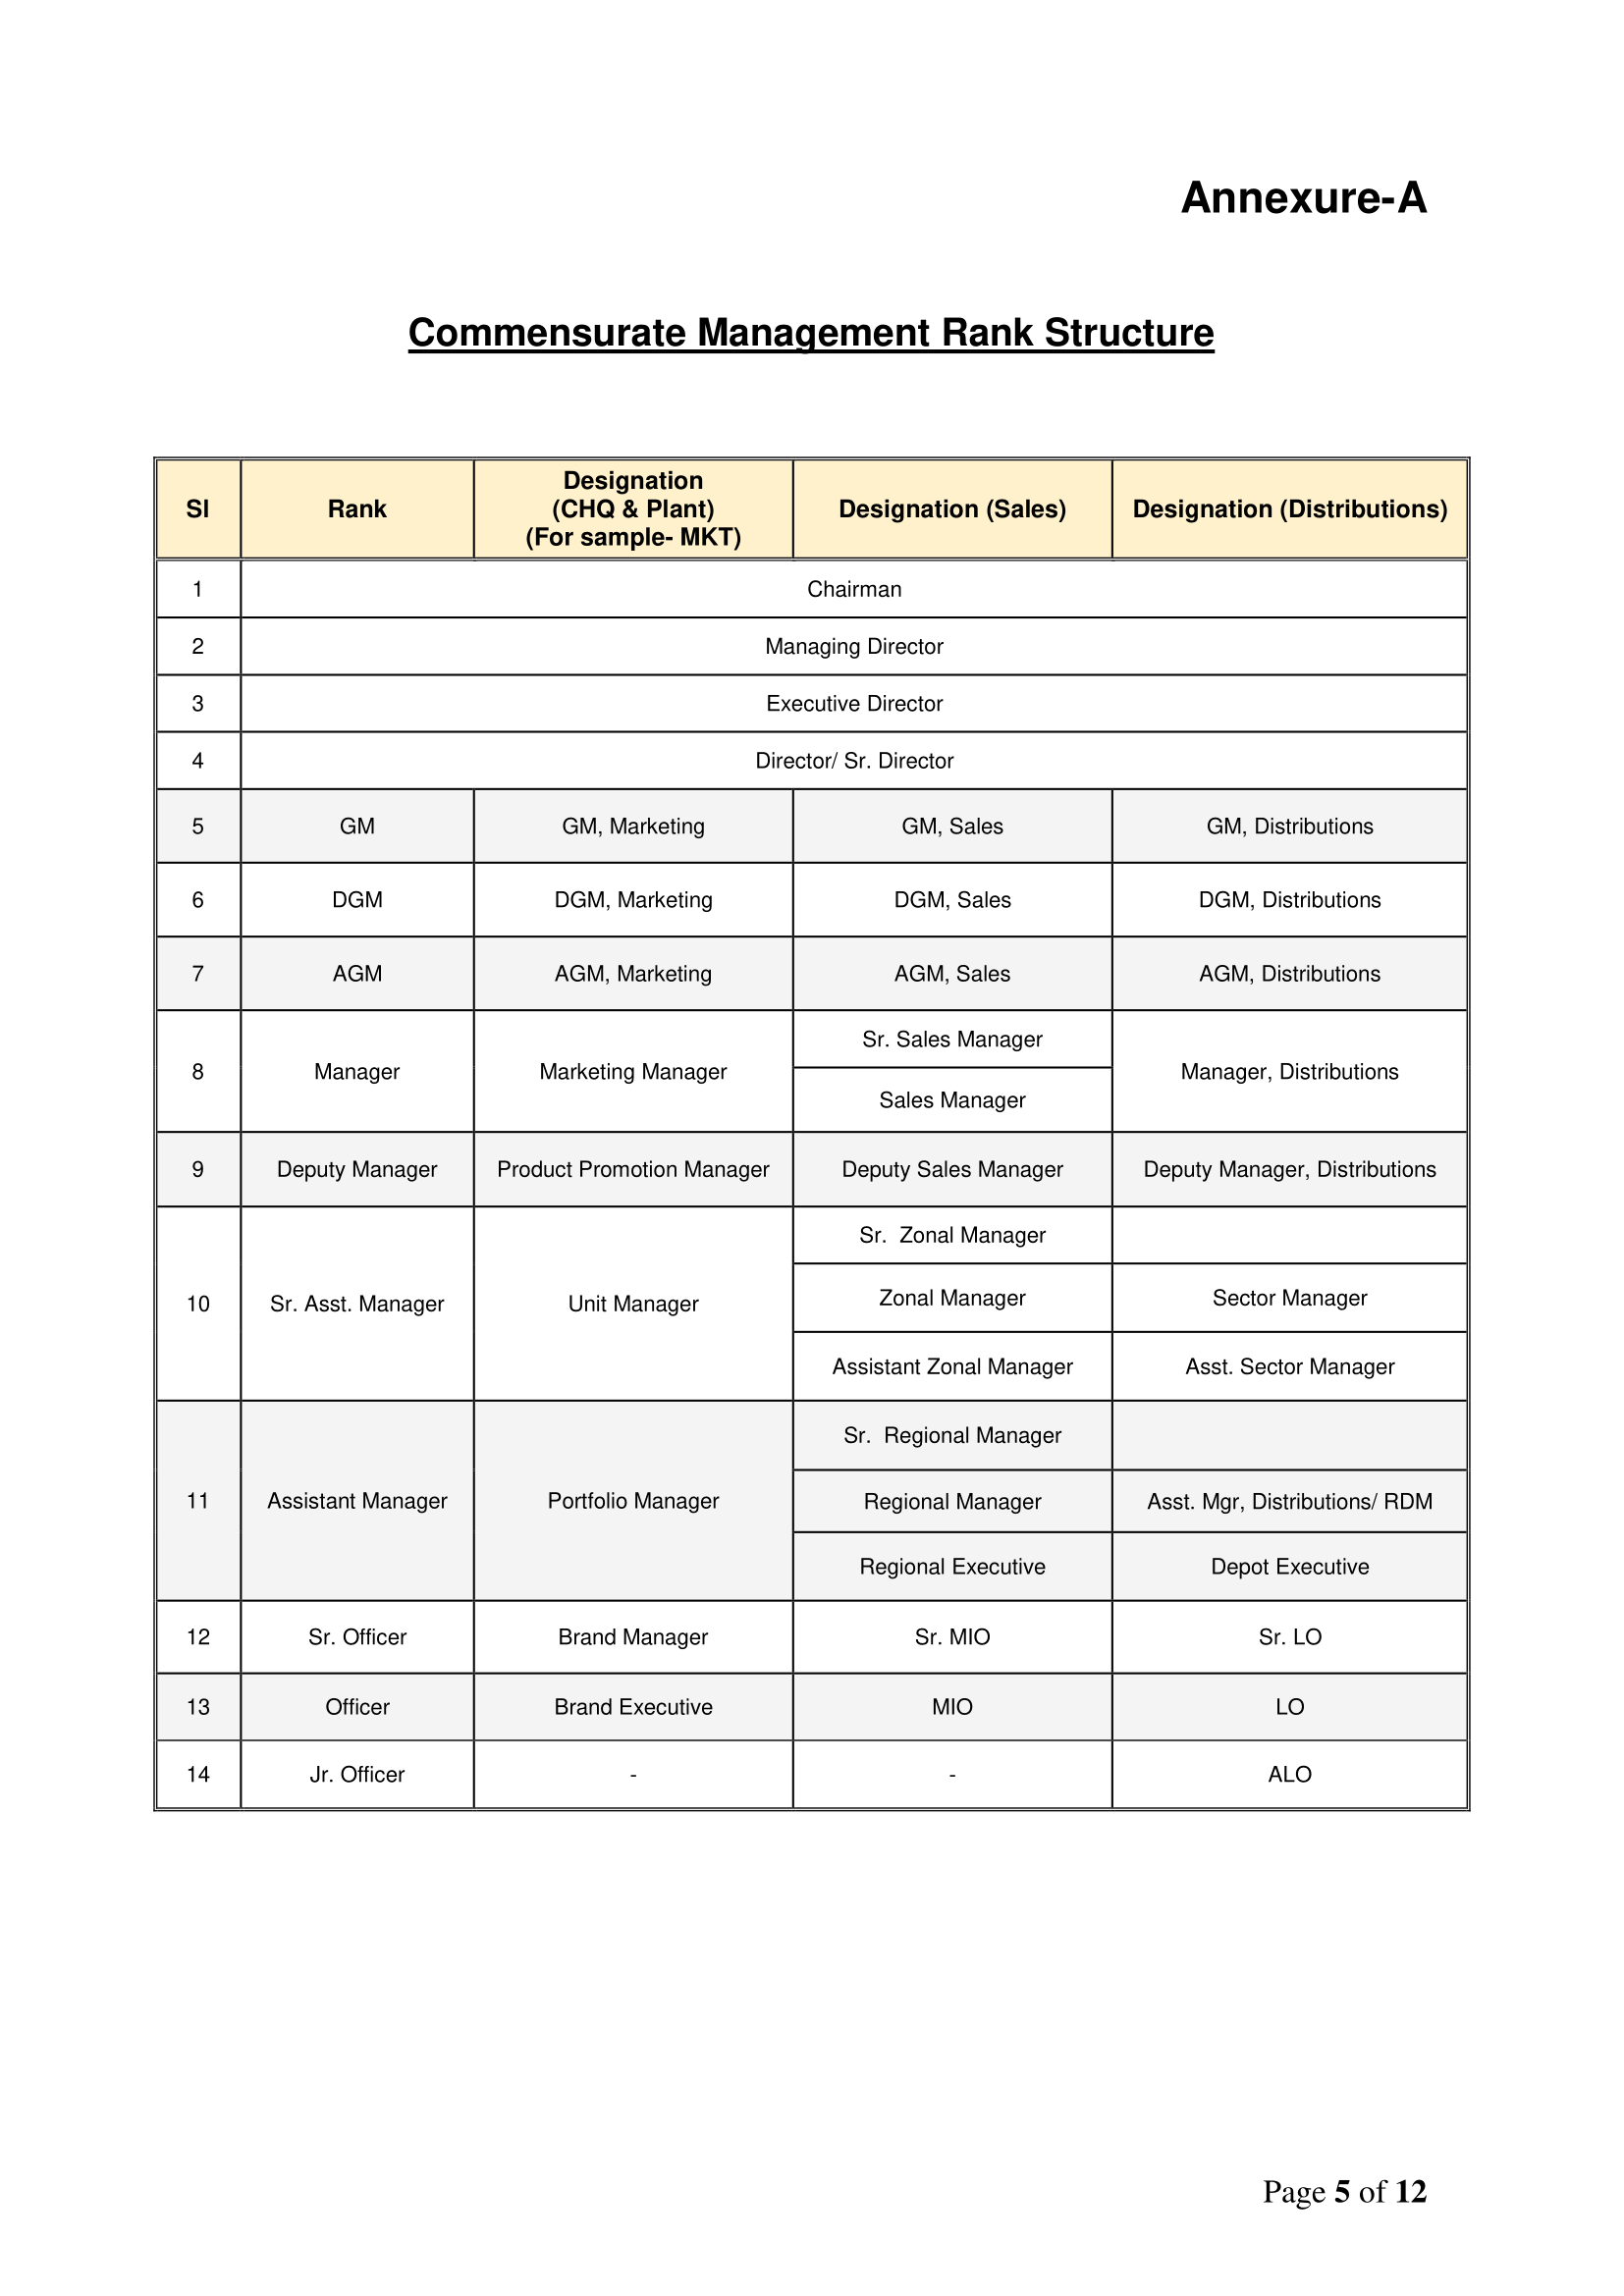 Annexure-A
Commensurate Management Rank Structure
Sl Rank Designation (CHQ & Plant) (For sample- MKT) Designation (Sales) Designation (Distributions)
1 Chairman
2 Managing Director
3 Executive Director
4 Director/ Sr. Director
5 GM GM, Marketing GM, Sales GM, Distributions
6 DGM DGM, Marketing DGM, Sales DGM, Distributions
7 AGM AGM, Marketing AGM, Sales AGM, Distributions
8 Manager Marketing Manager Sr. Sales Manager Manager, Distributions
Sales Manager
9 Deputy Manager Product Promotion Manager Deputy Sales Manager Deputy Manager, Distributions
10 Sr. Asst. Manager Unit Manager Sr. Zonal Manager
Zonal Manager Sector Manager
Assistant Zonal Manager Asst. Sector Manager
11 Assistant Manager Portfolio Manager Sr. Regional Manager
Regional Manager Asst. Mgr, Distributions/ RDM
Regional Executive Depot Executive
12 Sr. Officer Brand Manager Sr. MIO Sr. LO
13 Officer Brand Executive MIO LO
14 Jr. Officer - - ALO
Page 5 of 12